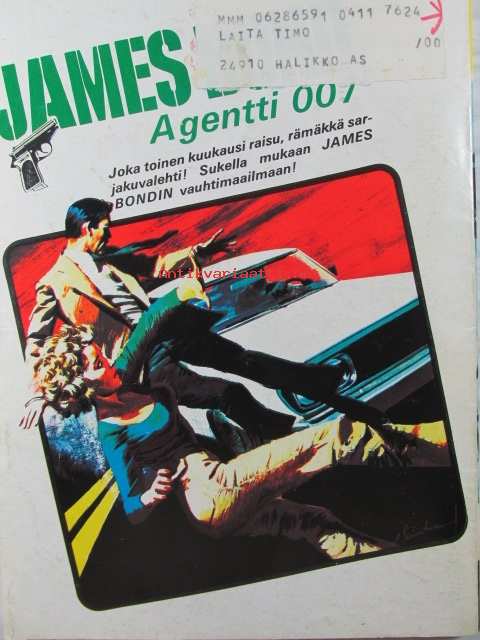 MMM 06286591 0411 7624
LAITA TIMO
/00
24910 HALIKKO AS
JAMES
Agentti 007
Joka toinen kuukausi raisu, rämäkkä sar-
jakuvalehti! Sukella mukaan JAMES
BONDIN vauhtimaailmaan!